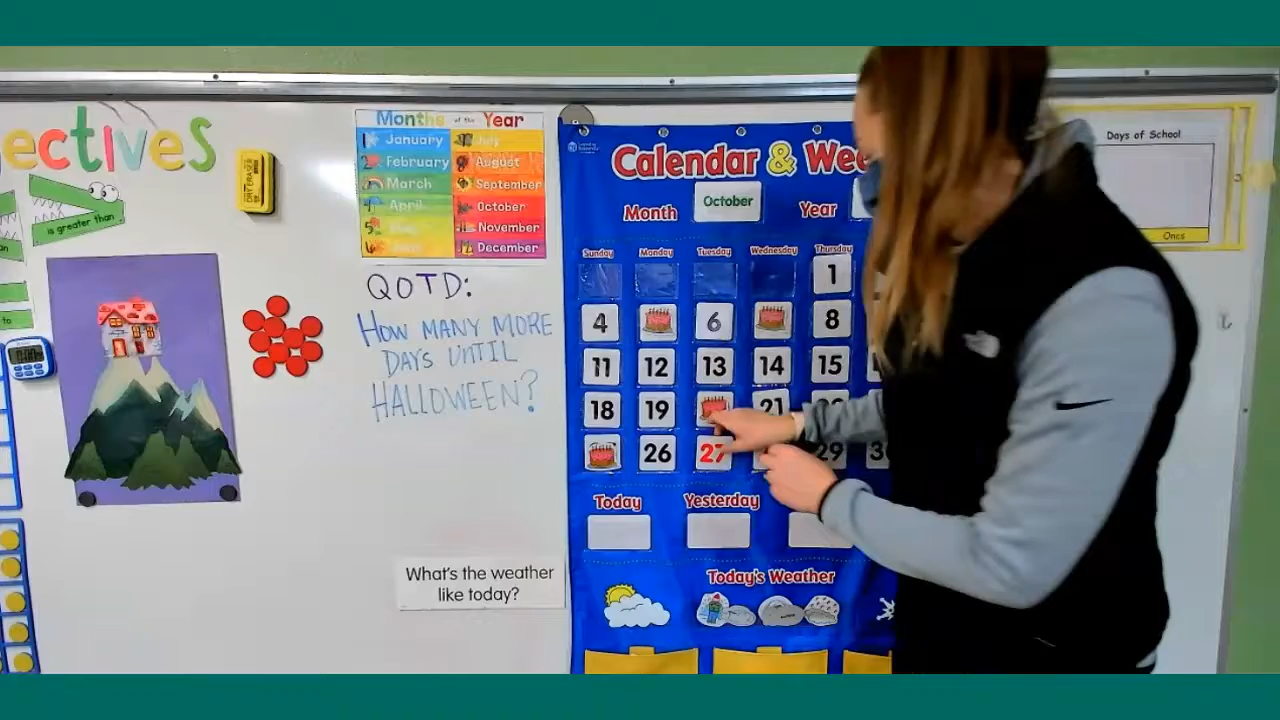 ectives
is greater than
to
DRY ERASER
Months of the Year
January July
February August
March September
April October
November
December
QOTD:
HOW MANY MORE
DAYS UNTIL
HALLOWEEN?
What's the weather
like today?
Calendar & Wee
Month October Year
Sunday Monday Tuesday Wednesday Thursday
1
4 6 8
11 12 13 14 15
18 19 21
26 27 29
Today Yesterday
Today's Weather
Days of School
Ones